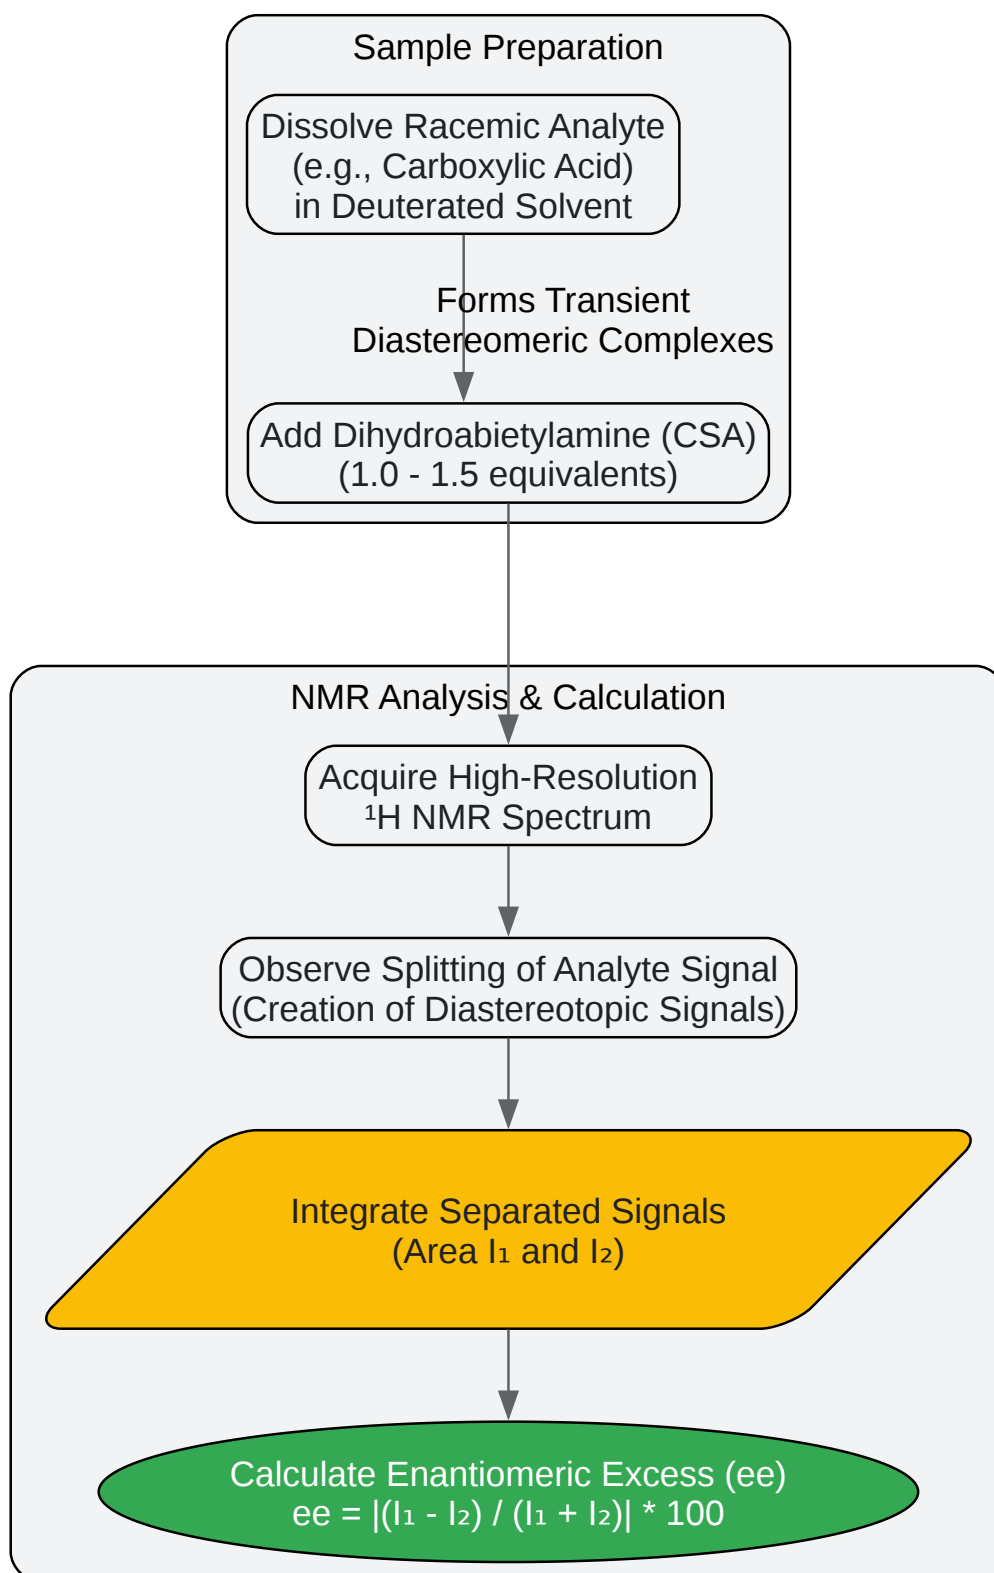 Sample Preparation
Dissolve Racemic Analyte
(e.g., Carboxylic Acid)
in Deuterated Solvent
Forms Transient
Diastereomeric Complexes
Add Dihydroabietylamine (CSA)
(1.0 - 1.5 equivalents)
NMR Analysis & Calculation
Acquire High-Resolution
¹H NMR Spectrum
Observe Splitting of Analyte Signal
(Creation of Diastereotopic Signals)
Integrate Separated Signals
(Area I₁ and I₂)
Calculate Enantiomeric Excess (ee)
ee = |(I₁ - I₂) / (I₁ + I₂)| * 100